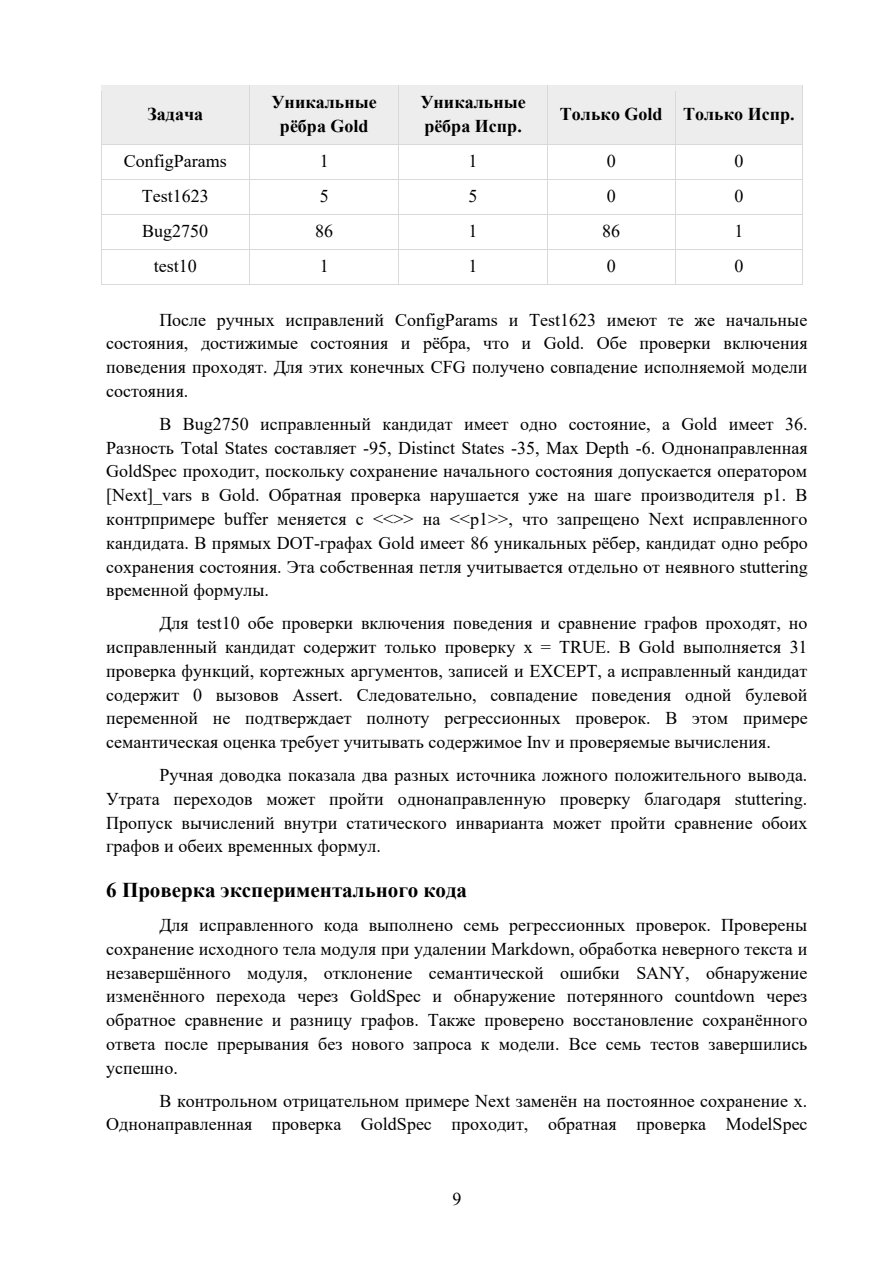 Задача Уникальные рёбра Gold Уникальные рёбра Испр. Только Gold Только Испр.
ConfigParams 1 1 0 0
Test1623 5 5 0 0
Bug2750 86 1 86 1
test10 1 1 0 0
После ручных исправлений ConfigParams и Test1623 имеют те же начальные
состояния, достижимые состояния и рёбра, что и Gold. Обе проверки включения
поведения проходят. Для этих конечных CFG получено совпадение исполняемой модели
состояния.
В Bug2750 исправленный кандидат имеет одно состояние, а Gold имеет 36.
Разность Total States составляет -95, Distinct States -35, Max Depth -6. Однонаправленная
GoldSpec проходит, поскольку сохранение начального состояния допускается оператором
[Next]_vars в Gold. Обратная проверка нарушается уже на шаге производителя p1. В
контрпримере buffer меняется с <<>> на <<p1>>, что запрещено Next исправленного
кандидата. В прямых DOT-графах Gold имеет 86 уникальных рёбер, кандидат одно ребро
сохранения состояния. Эта собственная петля учитывается отдельно от неявного stuttering
временной формулы.
Для test10 обе проверки включения поведения и сравнение графов проходят, но
исправленный кандидат содержит только проверку x = TRUE. В Gold выполняется 31
проверка функций, кортежных аргументов, записей и EXCEPT, а исправленный кандидат
содержит 0 вызовов Assert. Следовательно, совпадение поведения одной булевой
переменной не подтверждает полноту регрессионных проверок. В этом примере
семантическая оценка требует учитывать содержимое Inv и проверяемые вычисления.
Ручная доводка показала два разных источника ложного положительного вывода.
Утрата переходов может пройти однонаправленную проверку благодаря stuttering.
Пропуск вычислений внутри статического инварианта может пройти сравнение обоих
графов и обеих временных формул.
6 Проверка экспериментального кода
Для исправленного кода выполнено семь регрессионных проверок. Проверены
сохранение исходного тела модуля при удалении Markdown, обработка неверного текста и
незавершённого модуля, отклонение семантической ошибки SANY, обнаружение
изменённого перехода через GoldSpec и обнаружение потерянного countdown через
обратное сравнение и разницу графов. Также проверено восстановление сохранённого
ответа после прерывания без нового запроса к модели. Все семь тестов завершились
успешно.
В контрольном отрицательном примере Next заменён на постоянное сохранение x.
Однонаправленная проверка GoldSpec проходит, обратная проверка ModelSpec
9